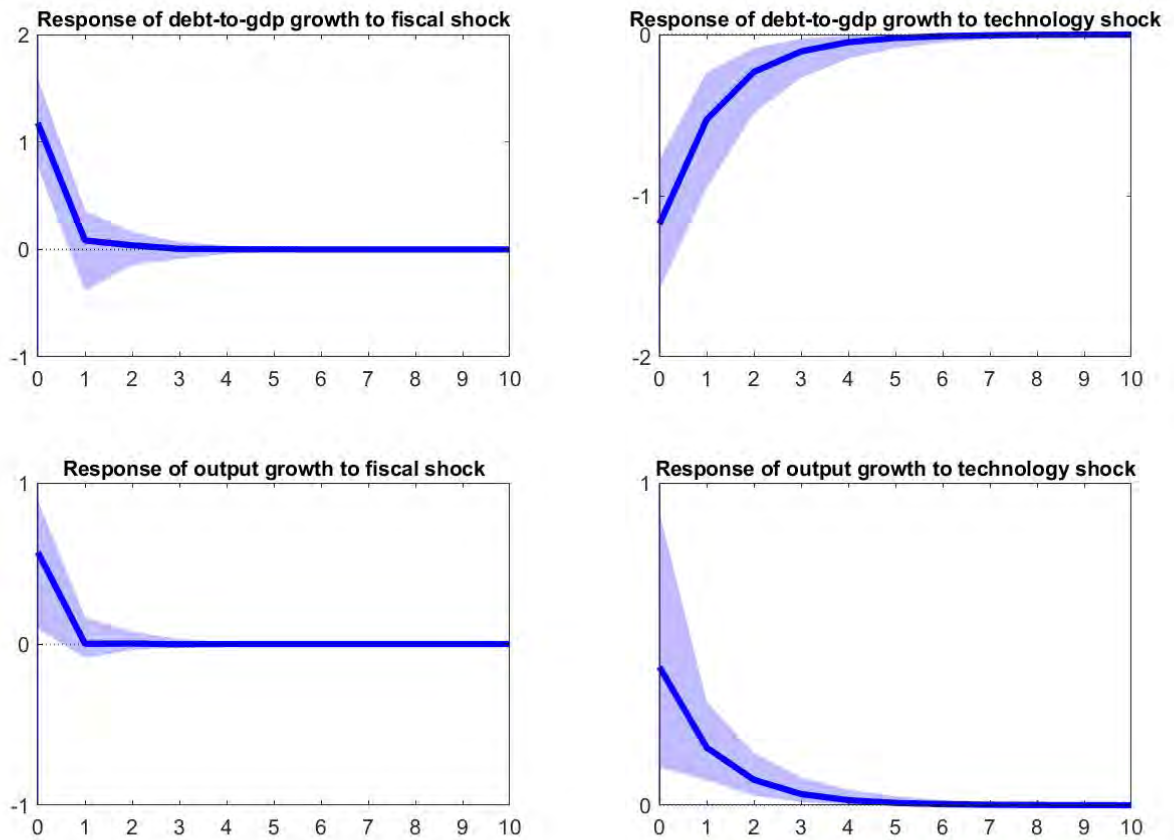 Response of debt-to-gdp growth to fiscal shock
2
1
0
-1
0 1 2 3 4 5 6 7 8 9 10
Response of debt-to-gdp growth to technology shock
0
-1
-2
0 1 2 3 4 5 6 7 8 9 10
Response of output growth to fiscal shock
1
0
-1
0 1 2 3 4 5 6 7 8 9 10
Response of output growth to technology shock
1
0
0 1 2 3 4 5 6 7 8 9 10